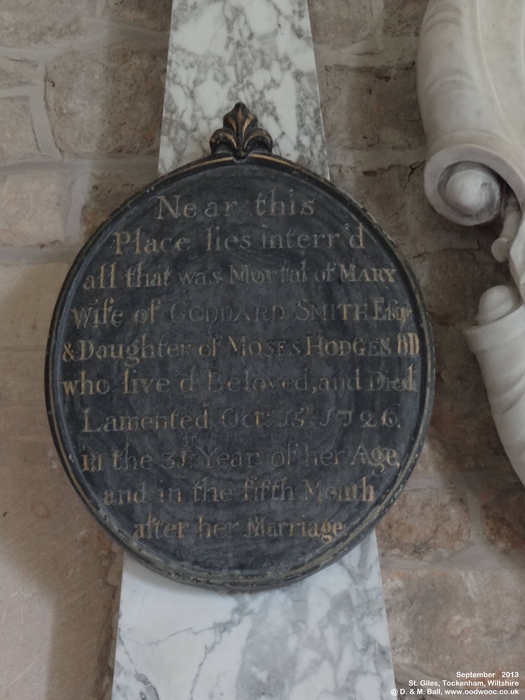 Near this
Place lies interr'd
all that was Mortal of MARY
Wife of GODDARD SMITH Esqr
& Daughter of MOSES HODGES BD
who live'd Beloved, and Died
Lamented Octr: 15th 1726.
in the 31st Year of her Age,
and in the fifth Month
after her Marriage.
September 2013
St. Giles, Tockenham, Wiltshire
@ D. & M. Ball, www.oodwooc.co.uk